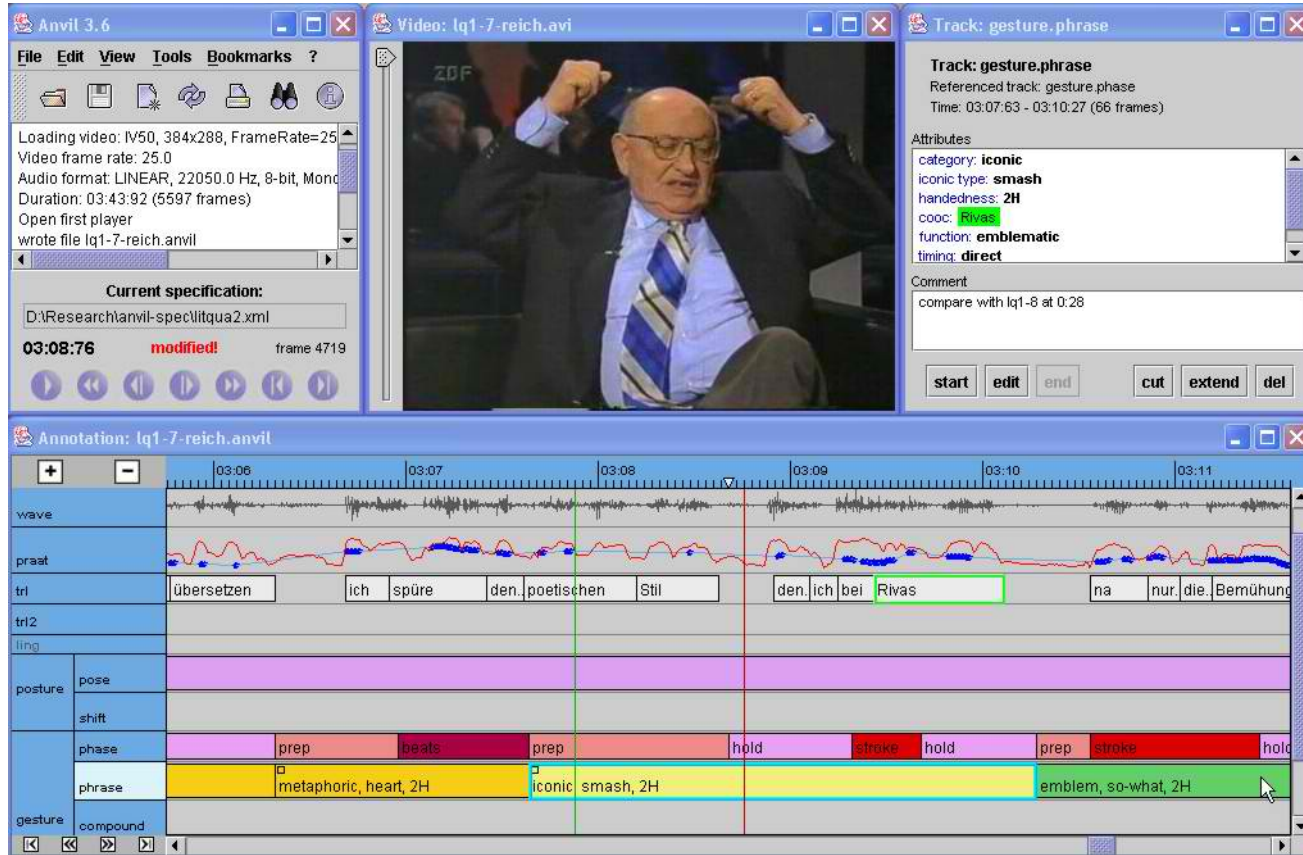 Anvil 3.6
File Edit View Tools Bookmarks ?
Loading video: IV50, 384x288, FrameRate=25
Video frame rate: 25.0
Audio format: LINEAR, 22050.0 Hz, 8-bit, Mono
Duration: 03:43:92 (5597 frames)
Open first player
wrote file lq1-7-reich.anvil
Current specification:
D:\Research\anvil-spec\litqua2.xml
03:08:76 modified! frame 4719
Video: lq1-7-reich.avi
ZDF
Track: gesture.phrase
Track: gesture.phrase
Referenced track: gesture.phase
Time: 03:07:63 - 03:10:27 (66 frames)
Attributes
category: iconic
iconic type: smash
handedness: 2H
cooc: Rivas
function: emblematic
timing: direct
Comment
compare with lq1-8 at 0:28
start edit end cut extend del
Annotation: lq1-7-reich.anvil
+ - 03:06 03:07 03:08 03:09 03:10 03:11
wave
praat
trl übersetzen ich spüre den.. poetischen Stil den. ich bei Rivas na nur. die.. Bemühung
trl2
ling
posture pose
shift
phase prep beats prep hold stroke hold prep stroke hold
phrase metaphoric, heart, 2H iconic, smash, 2H emblem, so-what, 2H
gesture compound